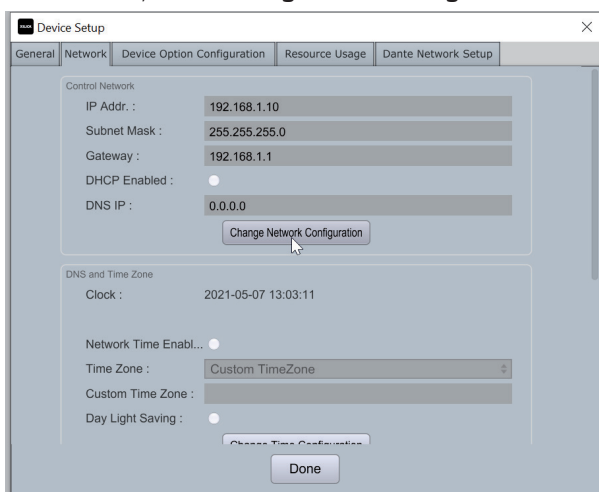 Device Setup
General Network Device Option Configuration Resource Usage Dante Network Setup
Control Network
IP Addr. : 192.168.1.10
Subnet Mask : 255.255.255.0
Gateway : 192.168.1.1
DHCP Enabled :
DNS IP : 0.0.0.0
Change Network Configuration
DNS and Time Zone
Clock : 2021-05-07 13:03:11
Network Time Enabl...
Time Zone : Custom TimeZone
Custom Time Zone :
Day Light Saving :
Change Time Configuration
Done